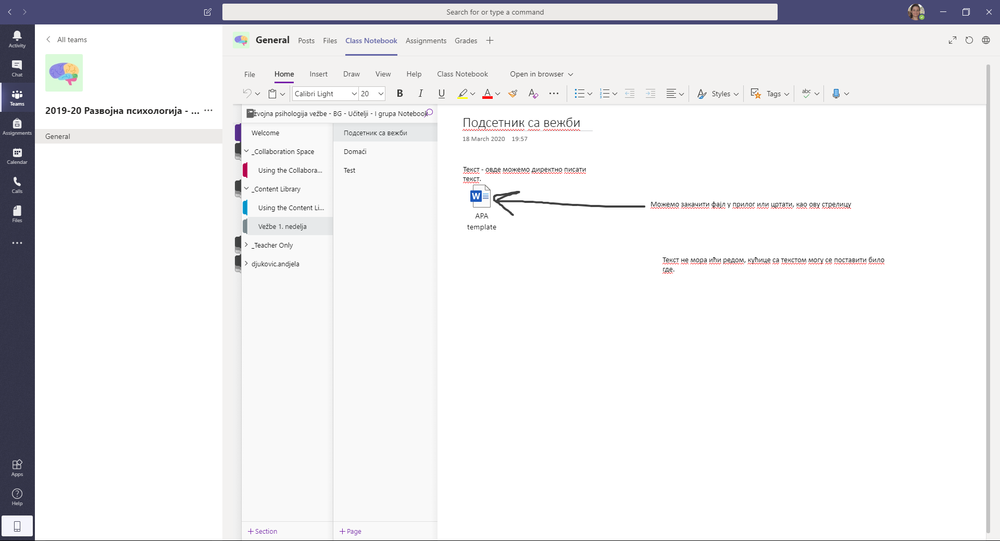 Search for or type a command
Activity
Chat
Teams
Assignments
Calendar
Calls
Files
Apps
Help
All teams
2019-20 Развојна психологија - ...
General
General
Posts
Files
Class Notebook
Assignments
Grades
File
Home
Insert
Draw
View
Help
Class Notebook
Open in browser
Calibri Light
20
B
I
U
A
A
Styles
Tags
abc
zvojna psihologija vežbe - BG - Učitelji - I grupa Notebook
Welcome
_Collaboration Space
Using the Collabora...
_Content Library
Using the Content Li...
Vežbe 1. nedelja
_Teacher Only
djukovic.andjela
Подсетник са вежби
Domaći
Test
+ Section
+ Page
Подсетник са вежби
18 March 2020 19:57
Текст - овде можемо директно писати
текст.
W
APA
template
Можемо закачити фајл у прилог или цртати, као ову стрелицу
Текст не мора ићи редом, кућице са текстом могу се поставити било
где.